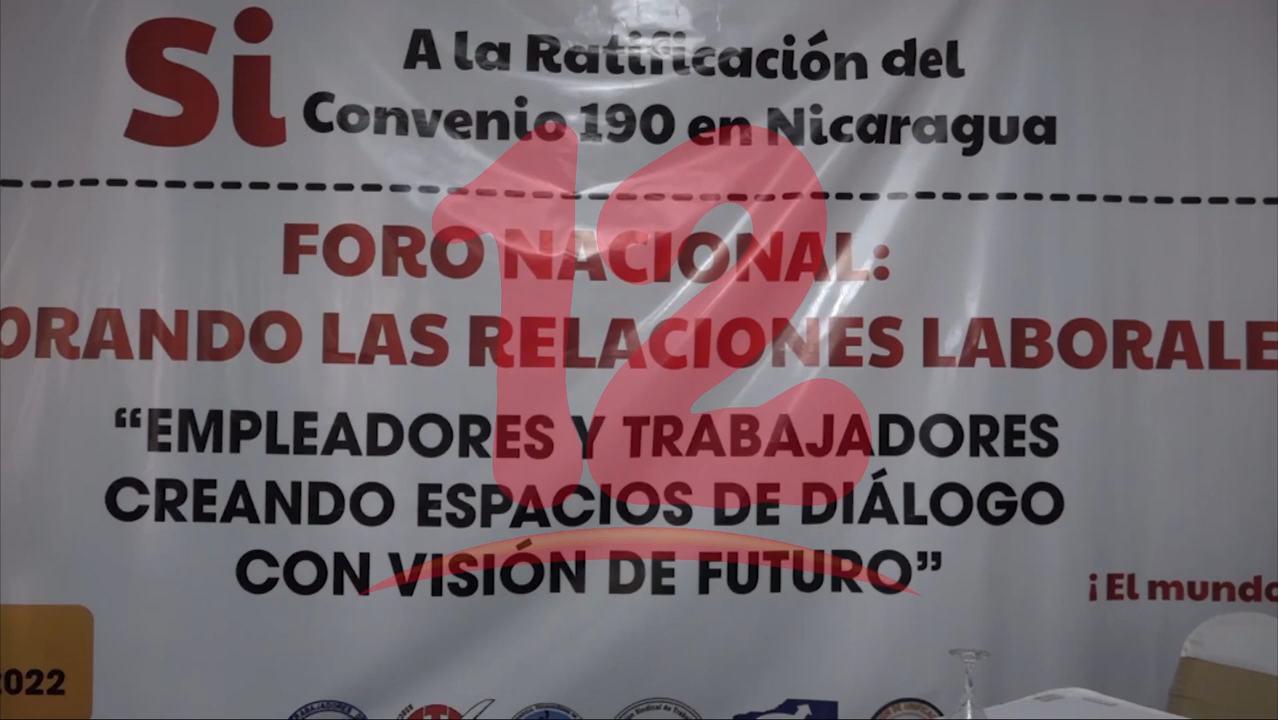 Si
A la Ratificación del
Convenio 190 en Nicaragua
FORO NACIONAL:
ORANDO LAS RELACIONES LABORALE
“EMPLEADORES Y TRABAJADORES
CREANDO ESPACIOS DE DIÁLOGO
CON VISIÓN DE FUTURO”
¡El mundo
2022
12